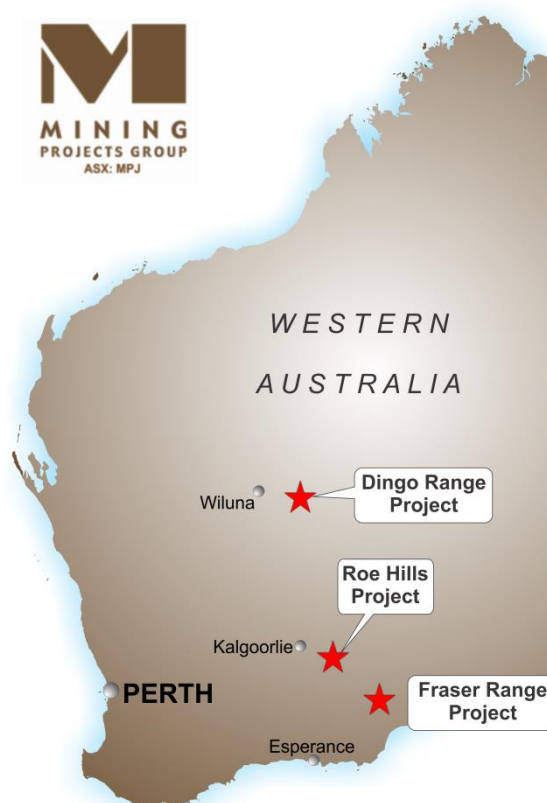 MINING
PROJECTS GROUP
ASX: MPJ
WESTERN
AUSTRALIA
Wiluna
Dingo Range
Project
Roe Hills
Project
Kalgoorlie
PERTH
Fraser Range
Project
Esperance